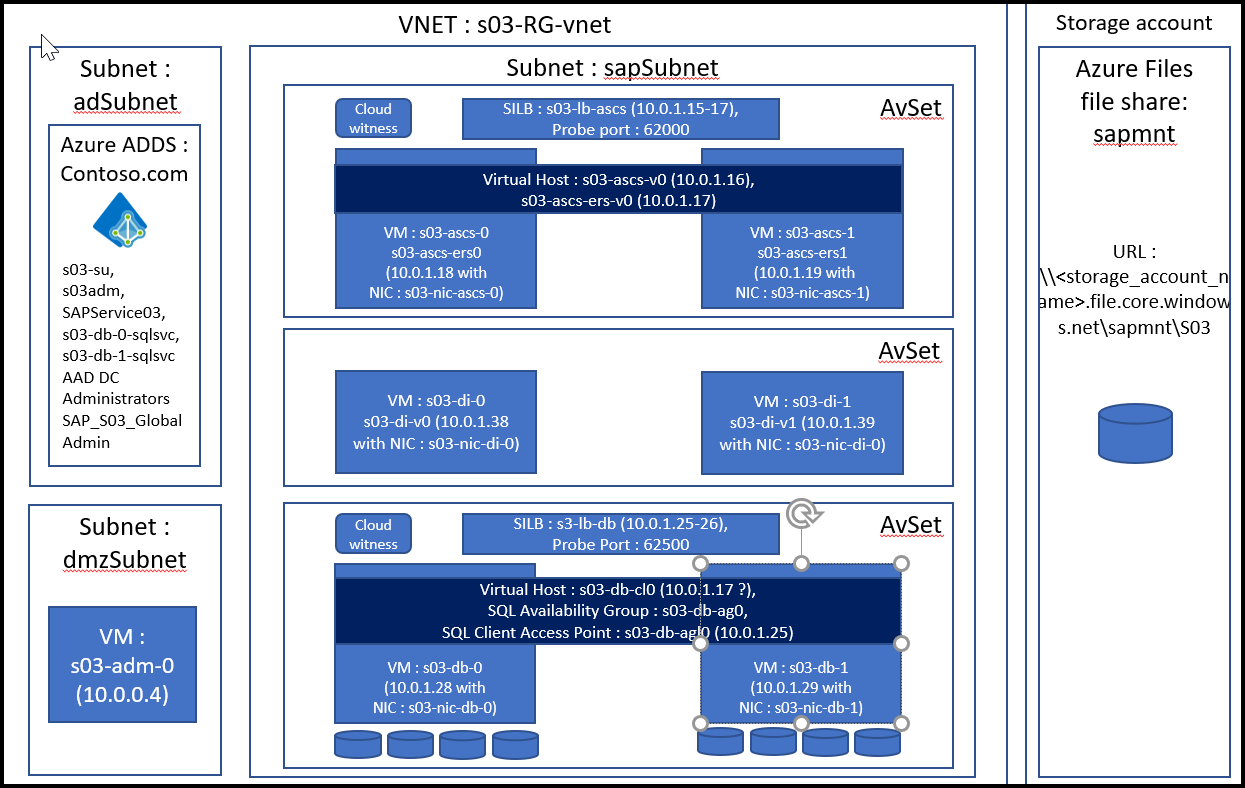 VNET : s03-RG-vnet
Subnet :
adSubnet
Azure ADDS :
Contoso.com
s03-su,
s03adm,
SAPService03,
s03-db-0-sqlsvc,
s03-db-1-sqlsvc
AAD DC
Administrators
SAP_S03_Global
Admin
Subnet :
dmzSubnet
VM :
s03-adm-0
(10.0.0.4)
Subnet : sapSubnet
Cloud
witness
SILB : s03-lb-ascs (10.0.1.15-17),
Probe port : 62000
AvSet
Virtual Host : s03-ascs-v0 (10.0.1.16),
s03-ascs-ers-v0 (10.0.1.17)
VM : s03-ascs-0
s03-ascs-ers0
(10.0.1.18 with
NIC : s03-nic-ascs-0)
VM : s03-ascs-1
s03-ascs-ers1
(10.0.1.19 with
NIC : s03-nic-ascs-1)
AvSet
VM : s03-di-0
s03-di-v0 (10.0.1.38
with NIC : s03-nic-di-0)
VM : s03-di-1
s03-di-v1 (10.0.1.39
with NIC : s03-nic-di-0)
Cloud
witness
SILB : s3-lb-db (10.0.1.25-26),
Probe Port : 62500
AvSet
Virtual Host : s03-db-cl0 (10.0.1.17 ?),
SQL Availability Group : s03-db-ag0,
SQL Client Access Point : s03-db-agl0 (10.0.1.25)
VM : s03-db-0
(10.0.1.28 with
NIC : s03-nic-db-0)
VM : s03-db-1
(10.0.1.29 with
NIC : s03-nic-db-1)
Storage account
Azure Files
file share:
sapmnt
URL :
\\<storage_account_n
ame>.file.core.window
s.net\sapmnt\S03